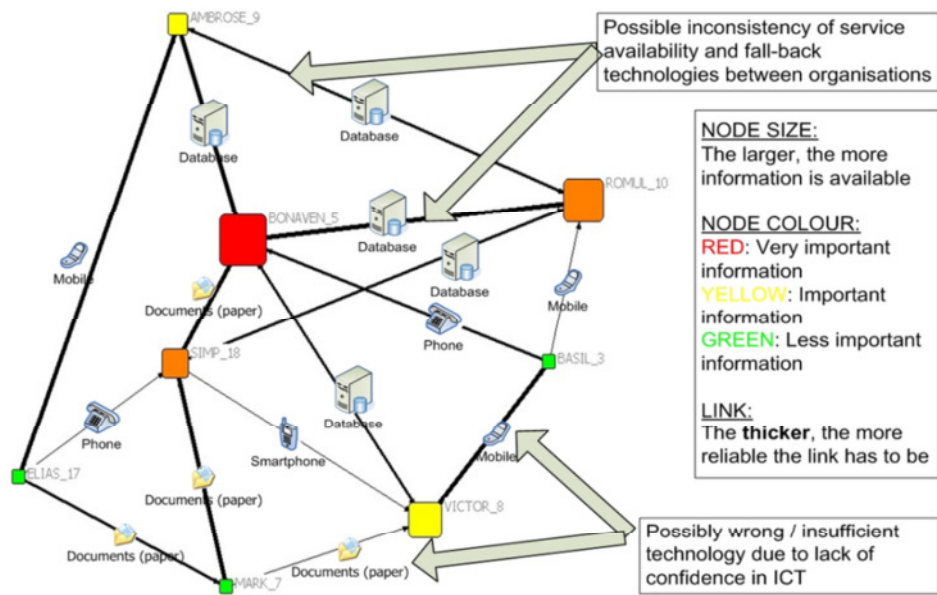 AMBROSE_9
Possible inconsistency of service
availability and fall-back
technologies between organisations
Database
Database
NODE SIZE:
The larger, the more
information is available
NODE COLOUR:
RED: Very important
information
YELLOW: Important
information
GREEN: Less important
information
LINK:
The thicker, the more
reliable the link has to be
ROMUL_10
BONAVEN_5
Database
Database
Mobile
Mobile
Documents (paper)
Phone
SIMP_18
BASIL_3
Database
Phone
Smartphone
Mobile
ELIAS_17
Documents (paper)
VICTOR_8
Documents (paper)
Documents (paper)
MARK_7
Possibly wrong / insufficient
technology due to lack of
confidence in ICT